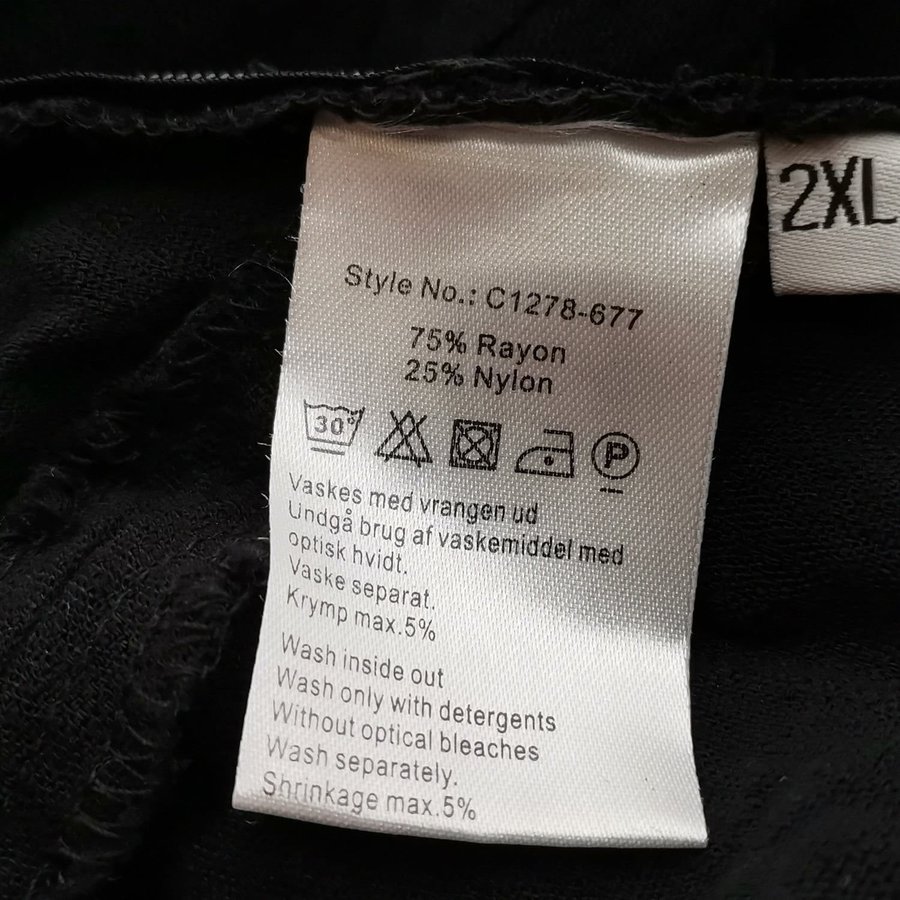 2XL
Style No.: C1278-677
75% Rayon
25% Nylon
30° P
Vaskes med vrangen ud
Undgå brug af vaskemiddel med
optisk hvidt.
Vaske separat.
Krymp max.5%
Wash inside out
Wash only with detergents
Without optical bleaches
Wash separately.
Shrinkage max.5%